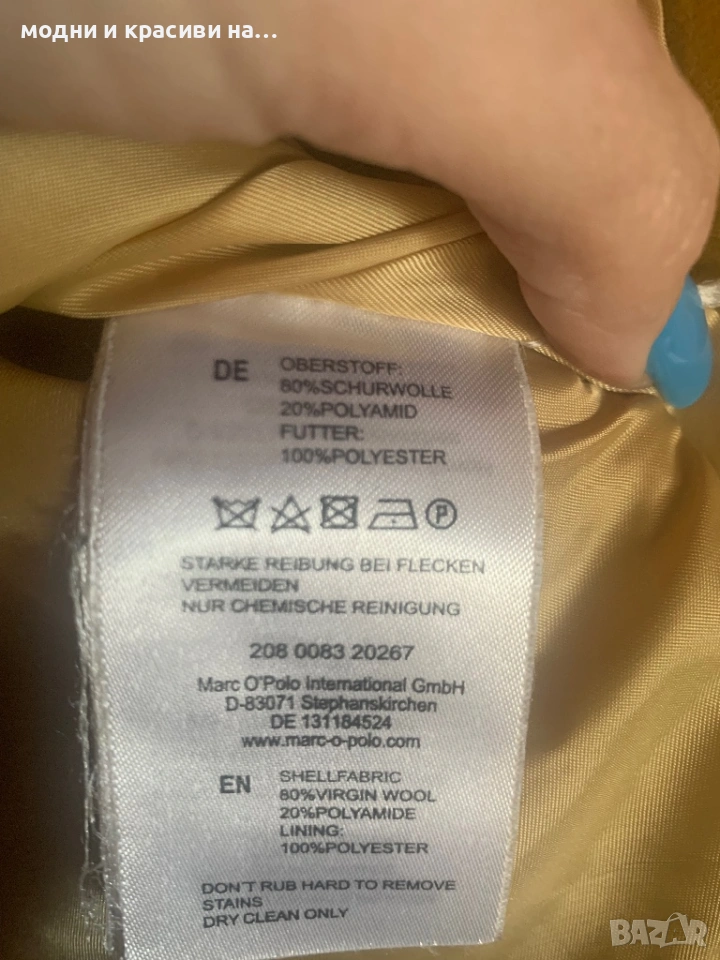 модни и красиви на...
DE
OBERSTOFF:
80%SCHURWOLLE
20%POLYAMID
FUTTER:
100%POLYESTER
P
STARKE REIBUNG BEI FLECKEN
VERMEIDEN
NUR CHEMISCHE REINIGUNG
208 0083 20267
Marc O'Polo International GmbH
D-83071 Stephanskirchen
DE 131184524
www.marc-o-polo.com
EN
SHELLFABRIC
80%VIRGIN WOOL
20%POLYAMIDE
LINING:
100%POLYESTER
DON'T RUB HARD TO REMOVE
STAINS
DRY CLEAN ONLY
BAZAR